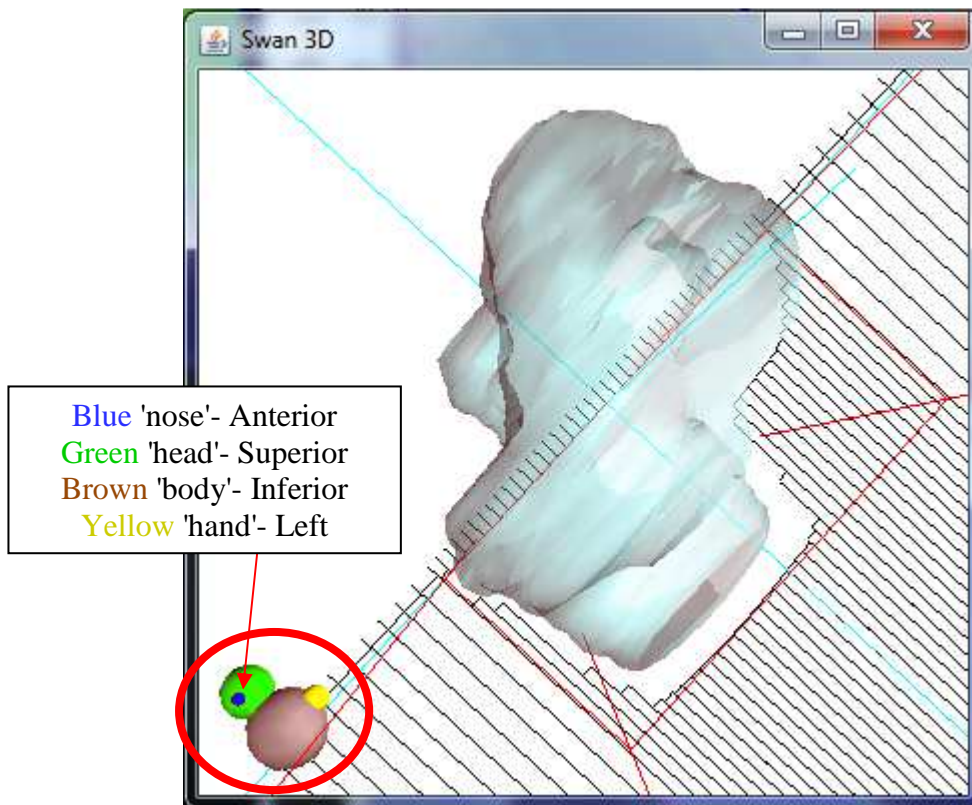 Swan 3D
Blue 'nose'- Anterior
Green 'head'- Superior
Brown 'body'- Inferior
Yellow 'hand'- Left